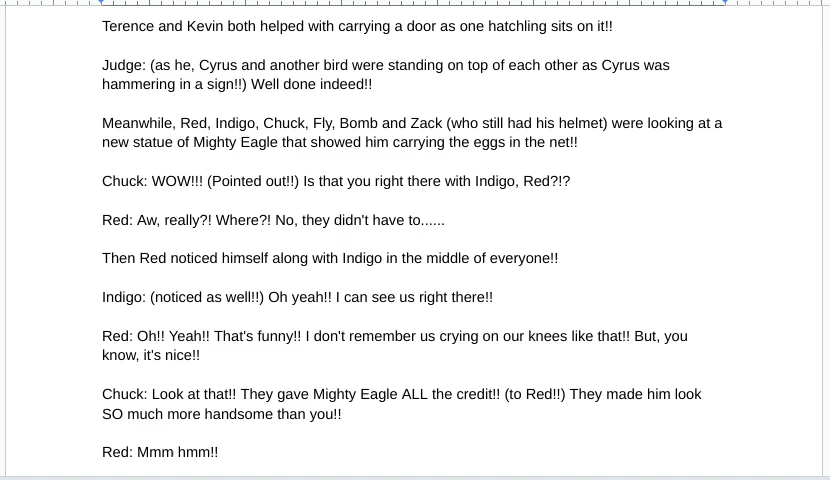 Terence and Kevin both helped with carrying a door as one hatchling sits on it!!
Judge: (as he, Cyrus and another bird were standing on top of each other as Cyrus was
hammering in a sign!!) Well done indeed!!
Meanwhile, Red, Indigo, Chuck, Fly, Bomb and Zack (who still had his helmet) were looking at a
new statue of Mighty Eagle that showed him carrying the eggs in the net!!
Chuck: WOW!!! (Pointed out!!) Is that you right there with Indigo, Red?!?
Red: Aw, really?! Where?! No, they didn't have to......
Then Red noticed himself along with Indigo in the middle of everyone!!
Indigo: (noticed as well!!) Oh yeah!! I can see us right there!!
Red: Oh!! Yeah!! That's funny!! I don't remember us crying on our knees like that!! But, you
know, it's nice!!
Chuck: Look at that!! They gave Mighty Eagle ALL the credit!! (to Red!!) They made him look
SO much more handsome than you!!
Red: Mmm hmm!!